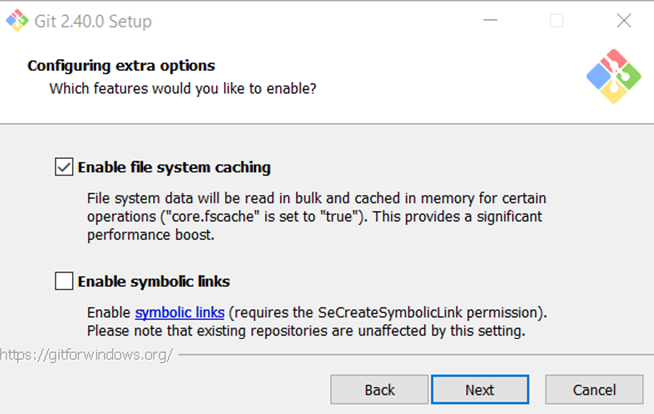 Git 2.40.0 Setup
Configuring extra options
Which features would you like to enable?
Enable file system caching
File system data will be read in bulk and cached in memory for certain
operations ("core.fscache" is set to "true"). This provides a significant
performance boost.
Enable symbolic links
Enable symbolic links (requires the SeCreateSymbolicLink permission).
Please note that existing repositories are unaffected by this setting.
https://gitforwindows.org/
Back Next Cancel